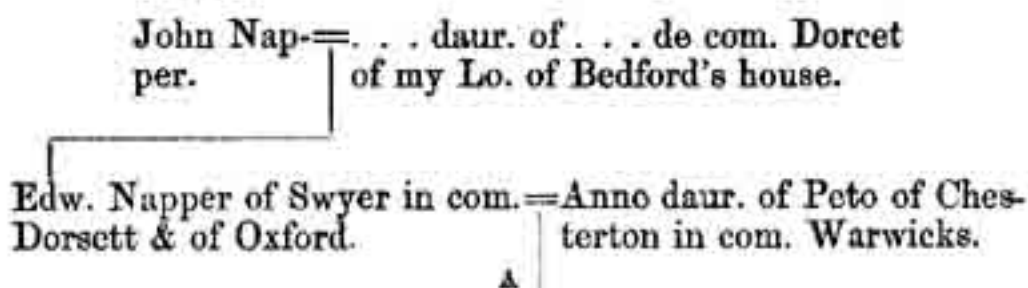 John Nap-=. . . daur. of . . . de com. Dorcet
per. of my Lo. of Bedford's house.
Edw. Napper of Swyer in com.=Anno daur. of Peto of Ches-
Dorsett & of Oxford. terton in com. Warwicks.
A